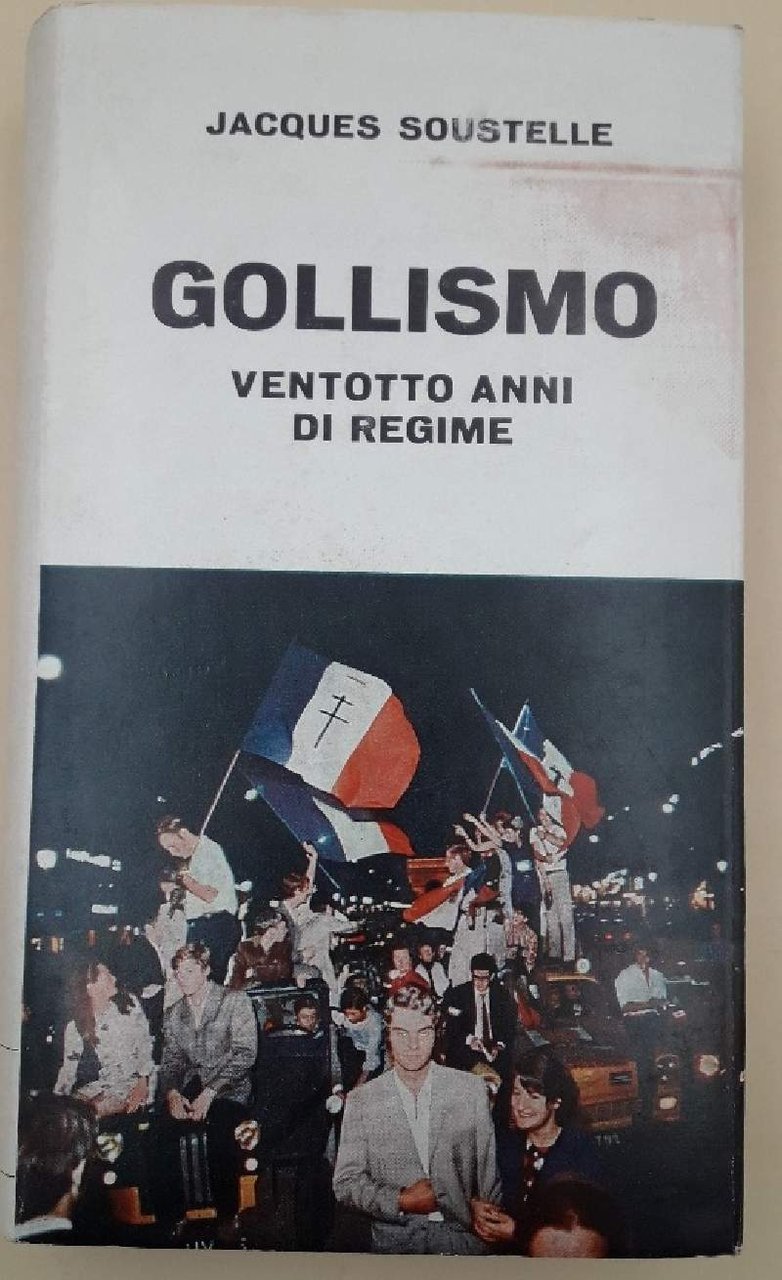 JACQUES SOUSTELLE
GOLLISMO
VENTOTTO ANNI
DI REGIME